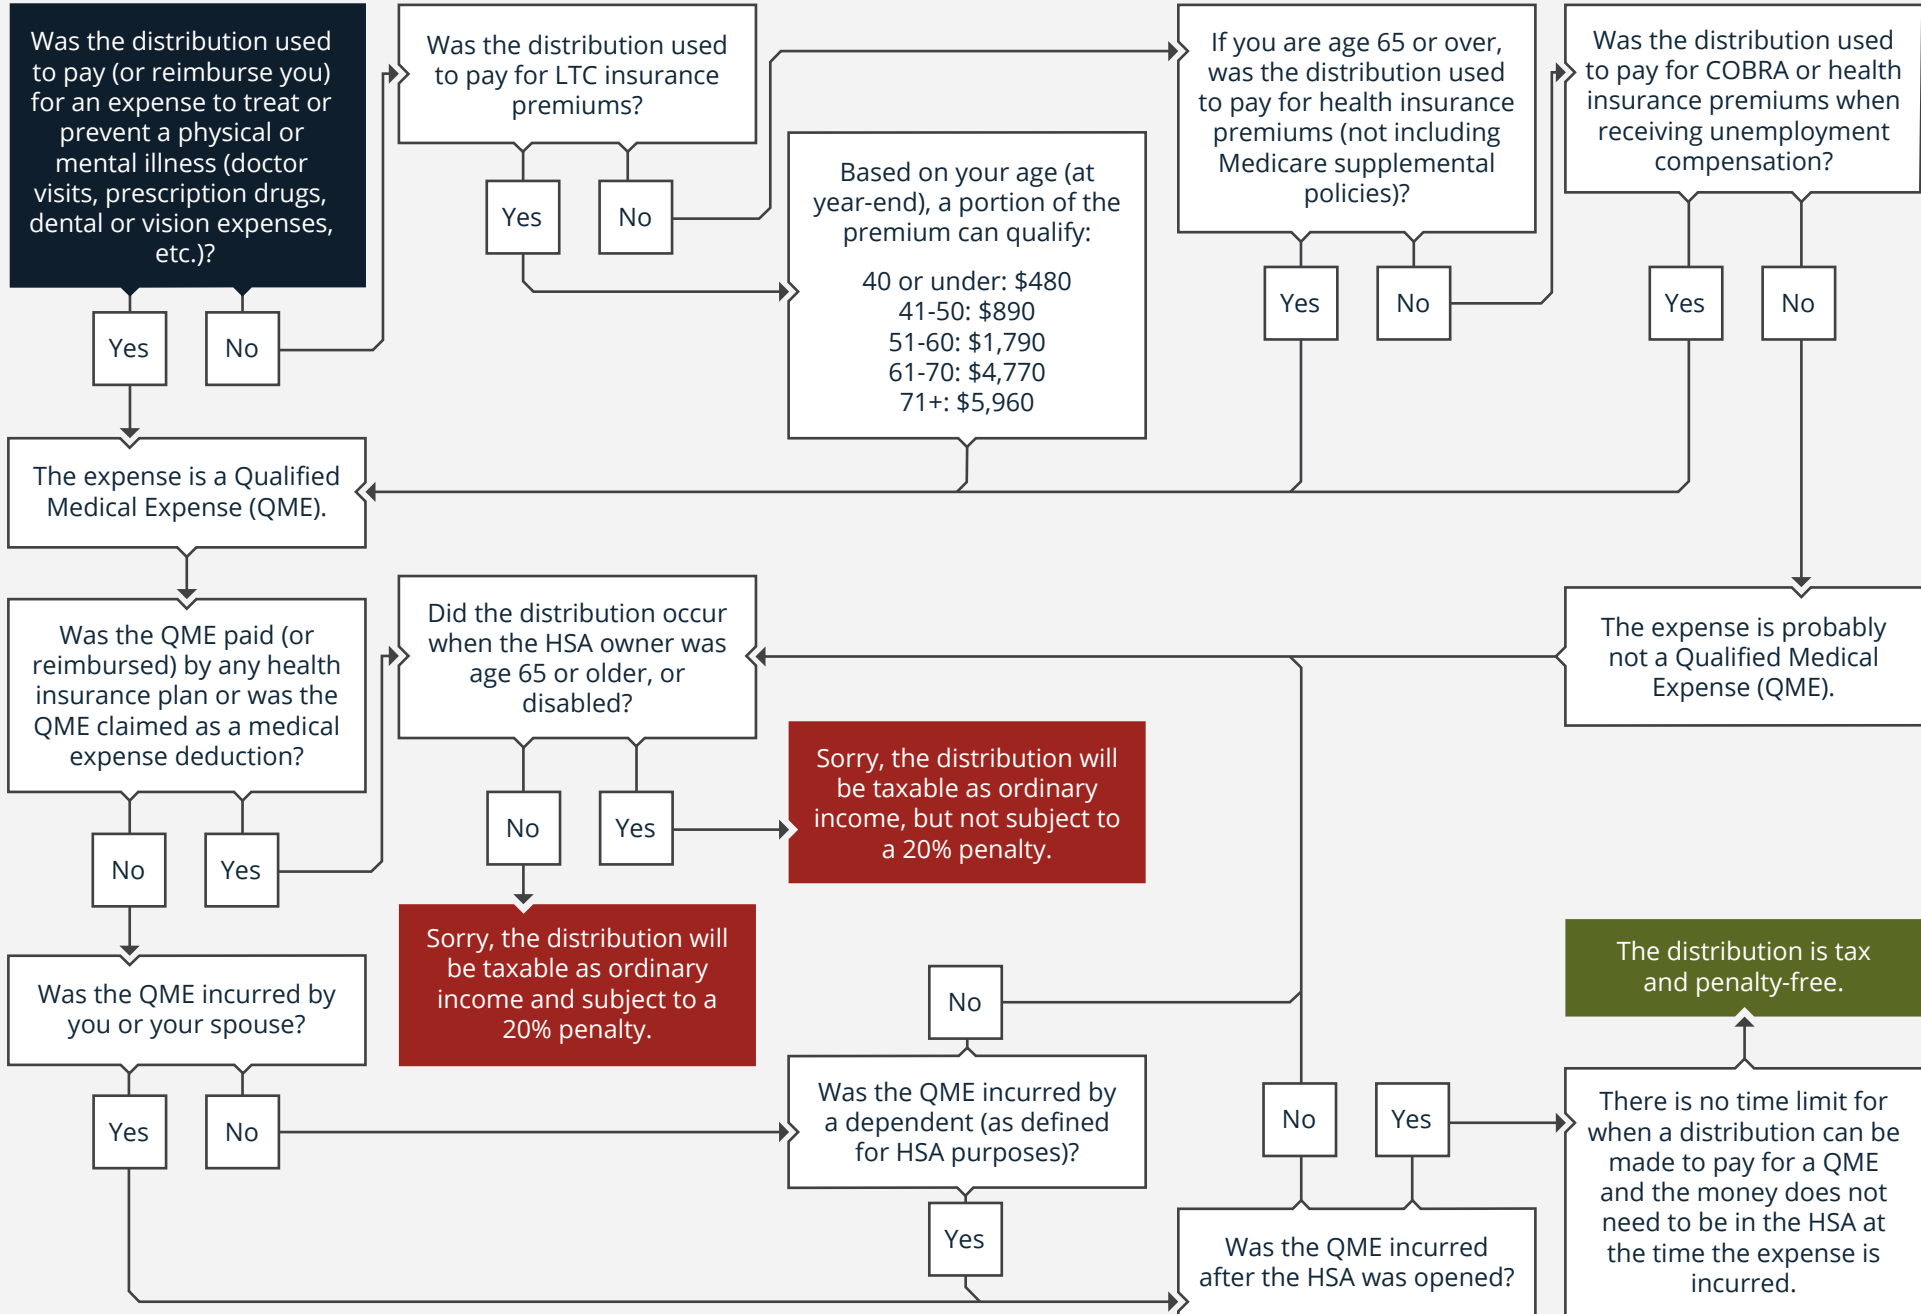 Was the distribution used
to pay (or reimburse you)
for an expense to treat or
prevent a physical or
mental illness (doctor
visits, prescription drugs,
dental or vision expenses,
etc.)?
Yes
No
Was the distribution used
to pay for LTC insurance
premiums?
Yes
No
Based on your age (at
year-end), a portion of the
premium can qualify:
40 or under: $480
41-50: $890
51-60: $1,790
61-70: $4,770
71+: $5,960
If you are age 65 or over,
was the distribution used
to pay for health insurance
premiums (not including
Medicare supplemental
policies)?
Yes
No
Was the distribution used
to pay for COBRA or health
insurance premiums when
receiving unemployment
compensation?
Yes
No
The expense is a Qualified
Medical Expense (QME).
Was the QME paid (or
reimbursed) by any health
insurance plan or was the
QME claimed as a medical
expense deduction?
No
Yes
Did the distribution occur
when the HSA owner was
age 65 or older, or
disabled?
No
Yes
Sorry, the distribution will
be taxable as ordinary
income, but not subject to
a 20% penalty.
Sorry, the distribution will
be taxable as ordinary
income and subject to a
20% penalty.
The expense is probably
not a Qualified Medical
Expense (QME).
Was the QME incurred by
you or your spouse?
Yes
No
No
Was the QME incurred by
a dependent (as defined
for HSA purposes)?
Yes
No
Yes
Was the QME incurred
after the HSA was opened?
The distribution is tax
and penalty-free.
There is no time limit for
when a distribution can be
made to pay for a QME
and the money does not
need to be in the HSA at
the time the expense is
incurred.